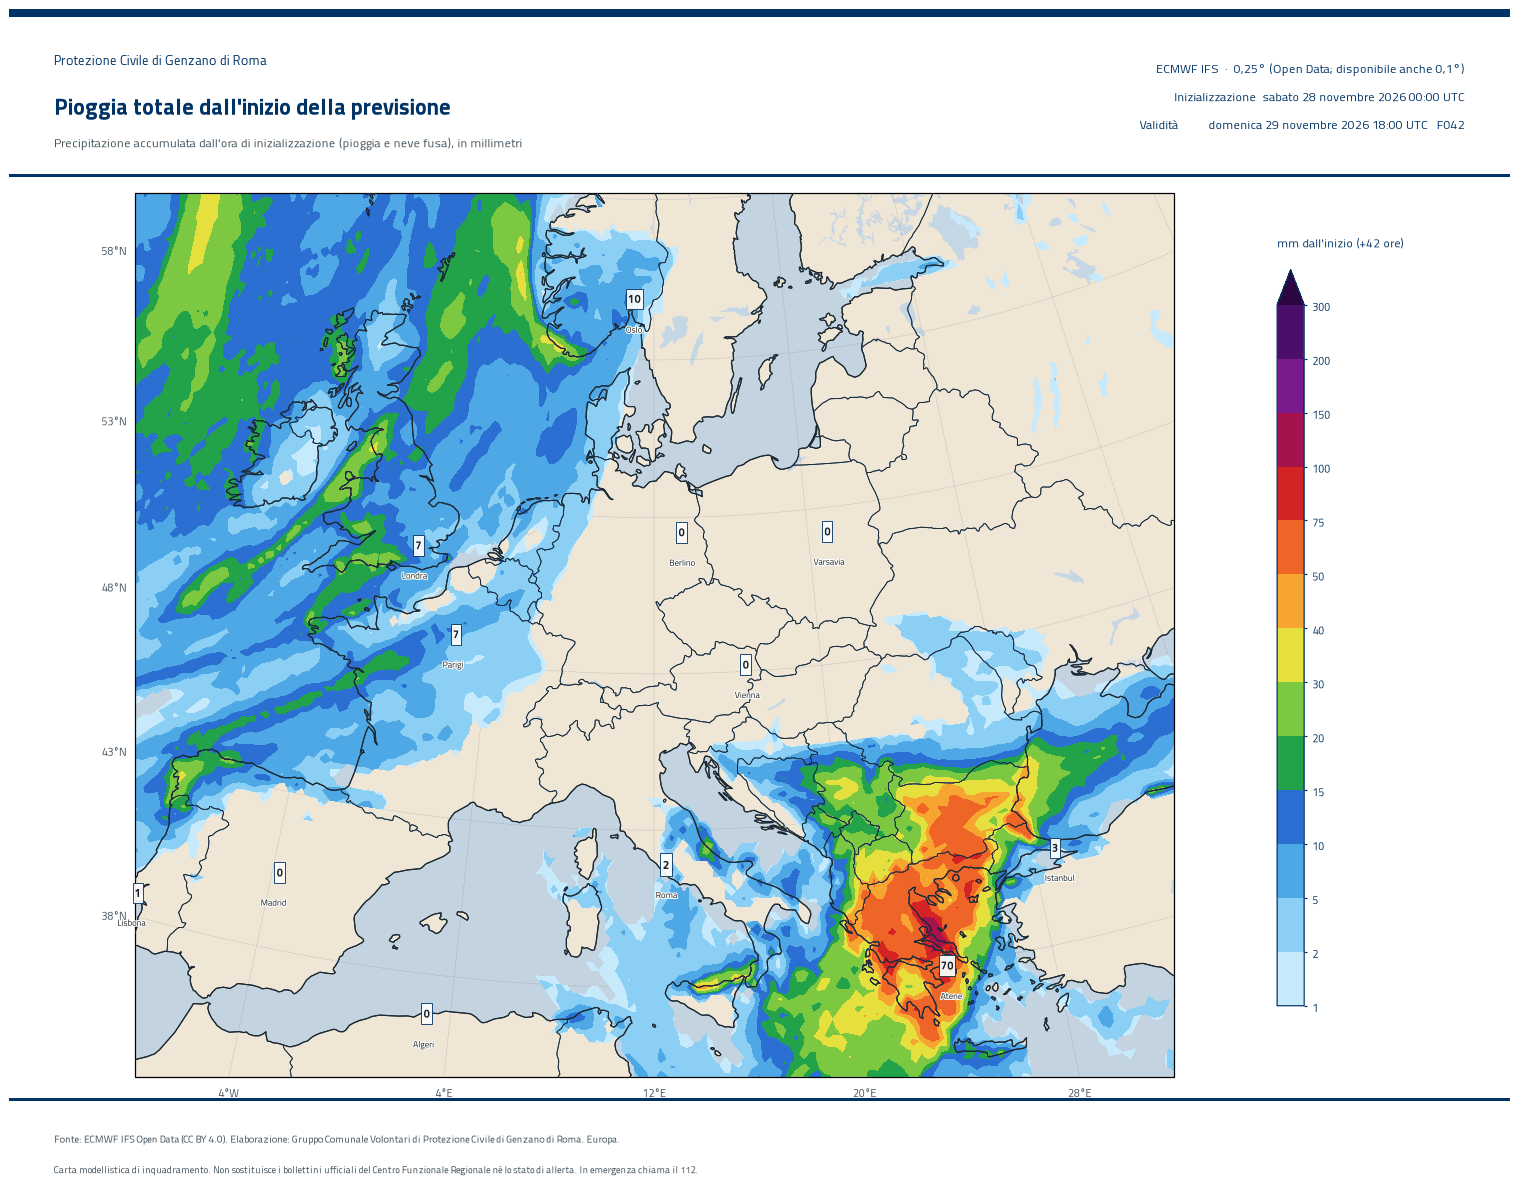 Protezione Civile di Genzano di Roma
Pioggia totale dall'inizio della previsione
Precipitazione accumulata dall'ora di inizializzazione (pioggia e neve fusa), in millimetri
ECMWF IFS · 0,25° (Open Data; disponibile anche 0,1°)
Inizializzazione sabato 28 novembre 2026 00:00 UTC
Validità domenica 29 novembre 2026 18:00 UTC F042
mm dall'inizio (+42 ore)
300
200
150
100
75
50
40
30
20
15
10
5
2
1
58°N
53°N
48°N
43°N
38°N
10
Oslo
7
Londra
0
Berlino
0
Varsavia
7
Parigi
0
Vienna
0
Madrid
1
Lisbona
2
Roma
3
Istanbul
70
Atene
0
Algeri
4°W
4°E
12°E
20°E
28°E
Fonte: ECMWF IFS Open Data (CC BY 4.0). Elaborazione: Gruppo Comunale Volontari di Protezione Civile di Genzano di Roma. Europa.
Carta modellistica di inquadramento. Non sostituisce i bollettini ufficiali del Centro Funzionale Regionale né lo stato di allerta. In emergenza chiama il 112.